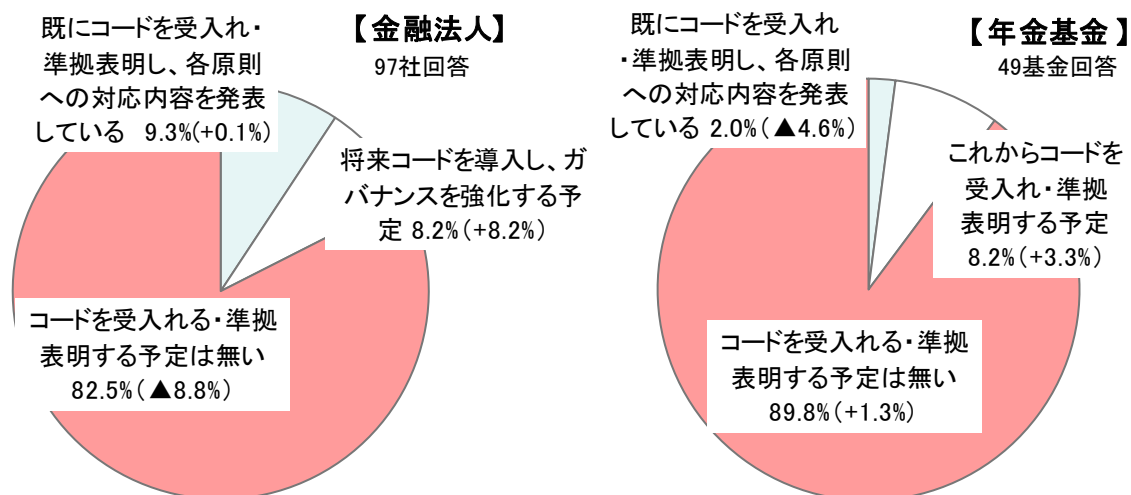 【金融法人】
97社回答
既にコードを受入れ・
準拠表明し、各原則
への対応内容を発表
している 9.3%(+0.1%)
将来コードを導入し、ガ
バナンスを強化する予
定 8.2%(+8.2%)
コードを受入れる・準拠
表明する予定は無い
82.5%(▲8.8%)
【年金基金】
49基金回答
既にコードを受入れ
・準拠表明し、各原則
への対応内容を発表
している 2.0%(▲4.6%)
これからコードを
受入れ・準拠
表明する予定
8.2%(+3.3%)
コードを受入れる・準拠
表明する予定は無い
89.8%(+1.3%)